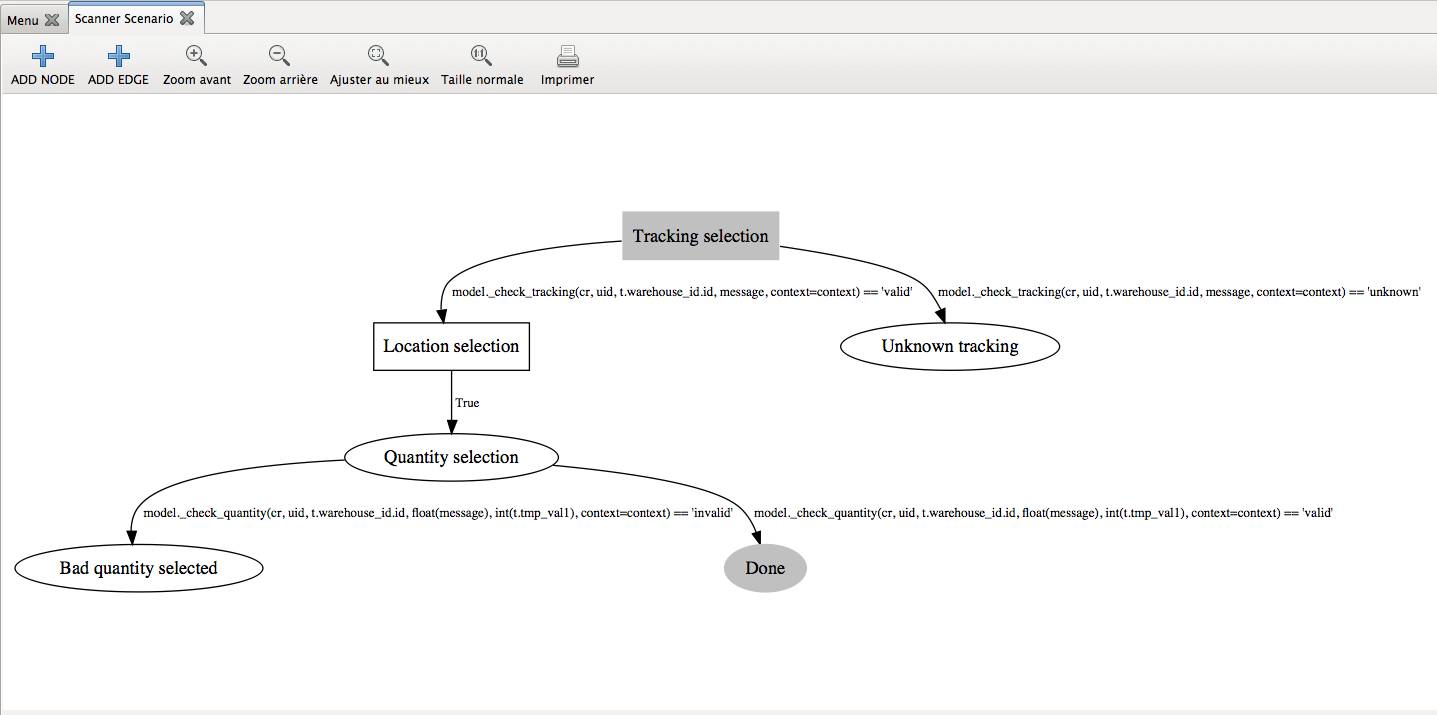 Menu
Scanner Scenario
ADD NODE
ADD EDGE
Zoom avant
Zoom arrière
Ajuster au mieux
Taille normale
Imprimer
Tracking selection
model._check_tracking(cr, uid, t.warehouse_id.id, message, context=context) == 'valid'
model._check_tracking(cr, uid, t.warehouse_id.id, message, context=context) == 'unknown'
Location selection
Unknown tracking
True
Quantity selection
model._check_quantity(cr, uid, t.warehouse_id.id, float(message), int(t.tmp_val1), context=context) == 'invalid'
model._check_quantity(cr, uid, t.warehouse_id.id, float(message), int(t.tmp_val1), context=context) == 'valid'
Bad quantity selected
Done